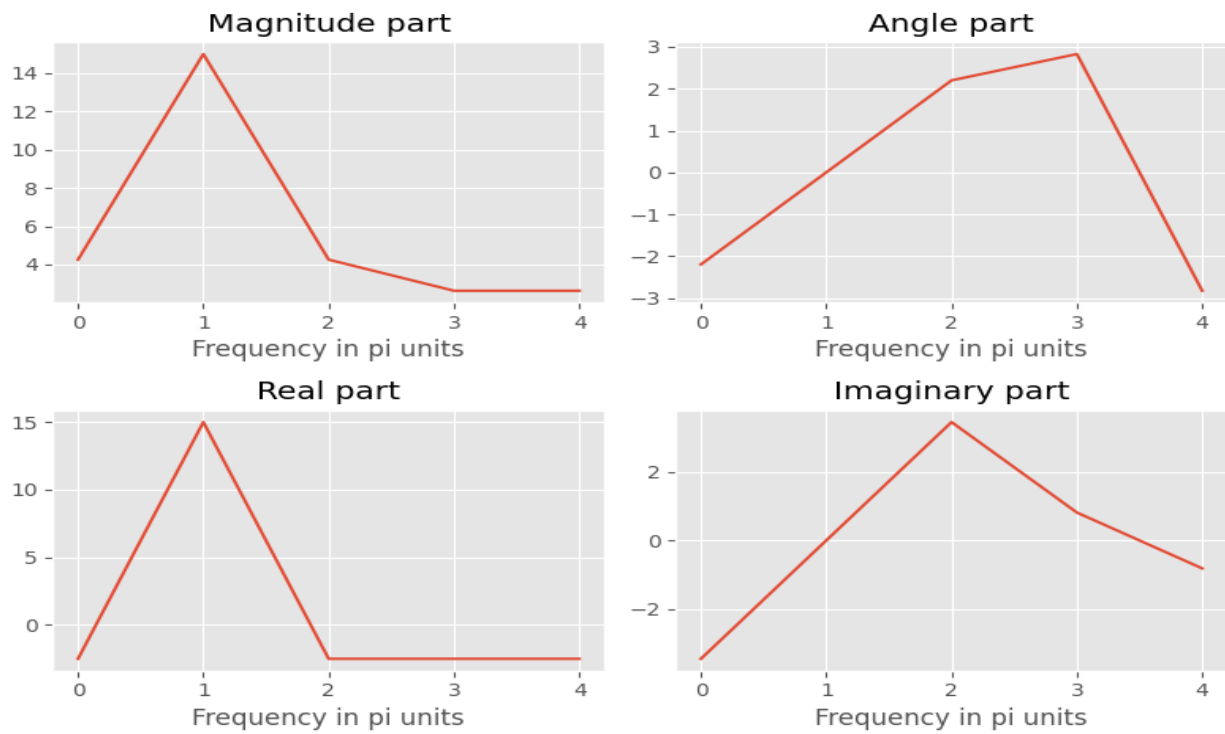 Magnitude part
14
12
10
8
6
4
0 1 2 3 4
Frequency in pi units
Angle part
3
2
1
0
−1
−2
−3
0 1 2 3 4
Frequency in pi units
Real part
15
10
5
0
0 1 2 3 4
Frequency in pi units
Imaginary part
2
0
−2
0 1 2 3 4
Frequency in pi units